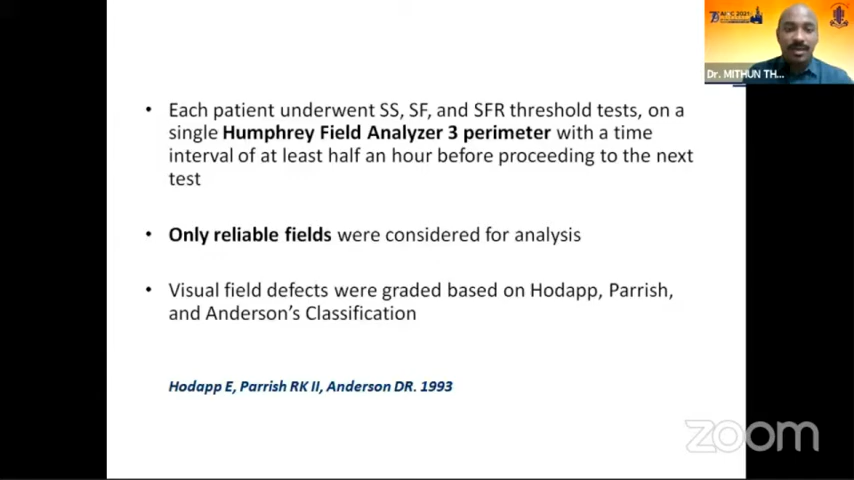 AIOC 2021
Dr. MITHUN TH...
• Each patient underwent SS, SF, and SFR threshold tests, on a
single Humphrey Field Analyzer 3 perimeter with a time
interval of at least half an hour before proceeding to the next
test
• Only reliable fields were considered for analysis
• Visual field defects were graded based on Hodapp, Parrish,
and Anderson's Classification
Hodapp E, Parrish RK II, Anderson DR. 1993
zoom